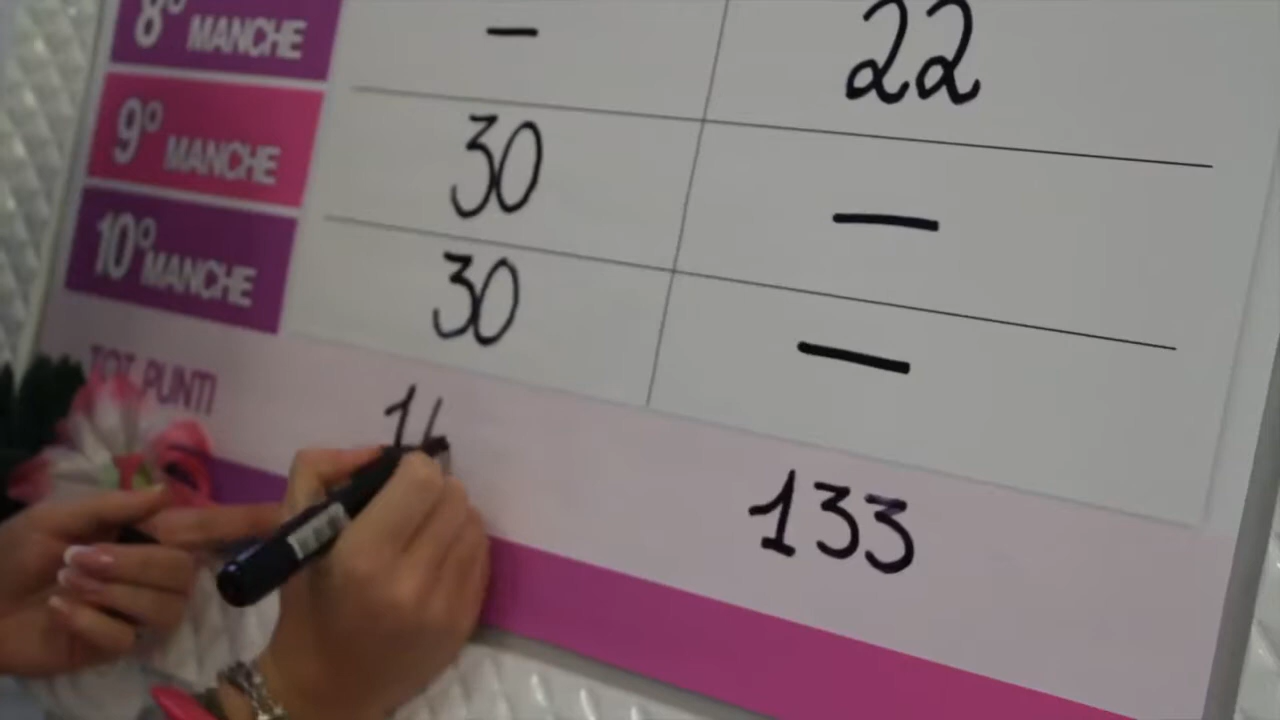 8° MANCHE — 22
9° MANCHE 30 —
10° MANCHE 30 —
TOT. PUNTI 133